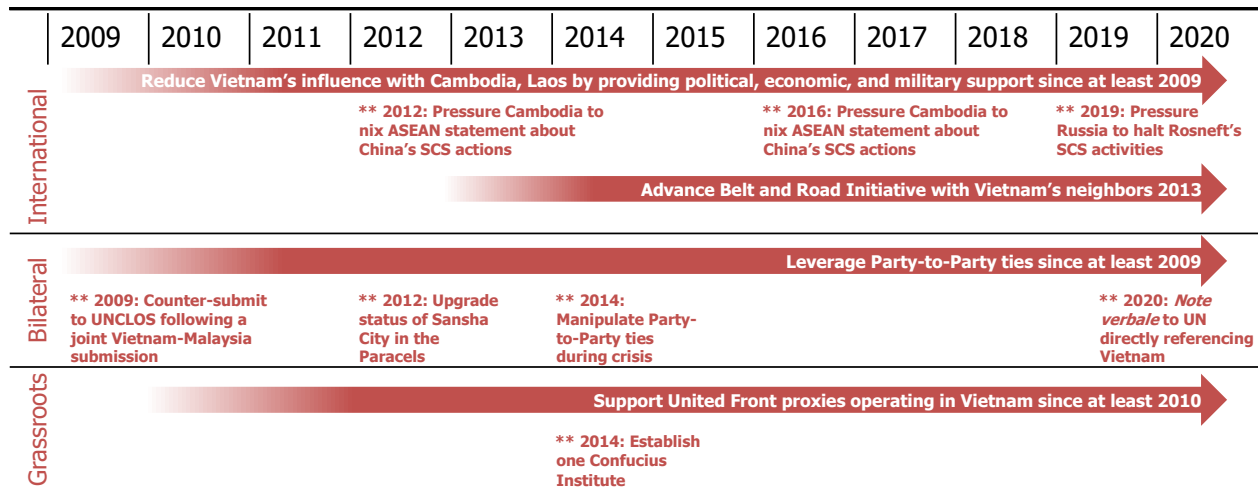 2009 2010 2011 2012 2013 2014 2015 2016 2017 2018 2019 2020
International
Reduce Vietnam’s influence with Cambodia, Laos by providing political, economic, and military support since at least 2009
** 2012: Pressure Cambodia to
nix ASEAN statement about
China’s SCS actions
** 2016: Pressure Cambodia to
nix ASEAN statement about
China’s SCS actions
** 2019: Pressure
Russia to halt Rosneft’s
SCS activities
Advance Belt and Road Initiative with Vietnam’s neighbors 2013
Bilateral
Leverage Party-to-Party ties since at least 2009
** 2009: Counter-submit
to UNCLOS following a
joint Vietnam-Malaysia
submission
** 2012: Upgrade
status of Sansha
City in the
Paracels
** 2014:
Manipulate Party-
to-Party ties
during crisis
** 2020: Note
verbale to UN
directly referencing
Vietnam
Grassroots
Support United Front proxies operating in Vietnam since at least 2010
** 2014: Establish
one Confucius
Institute